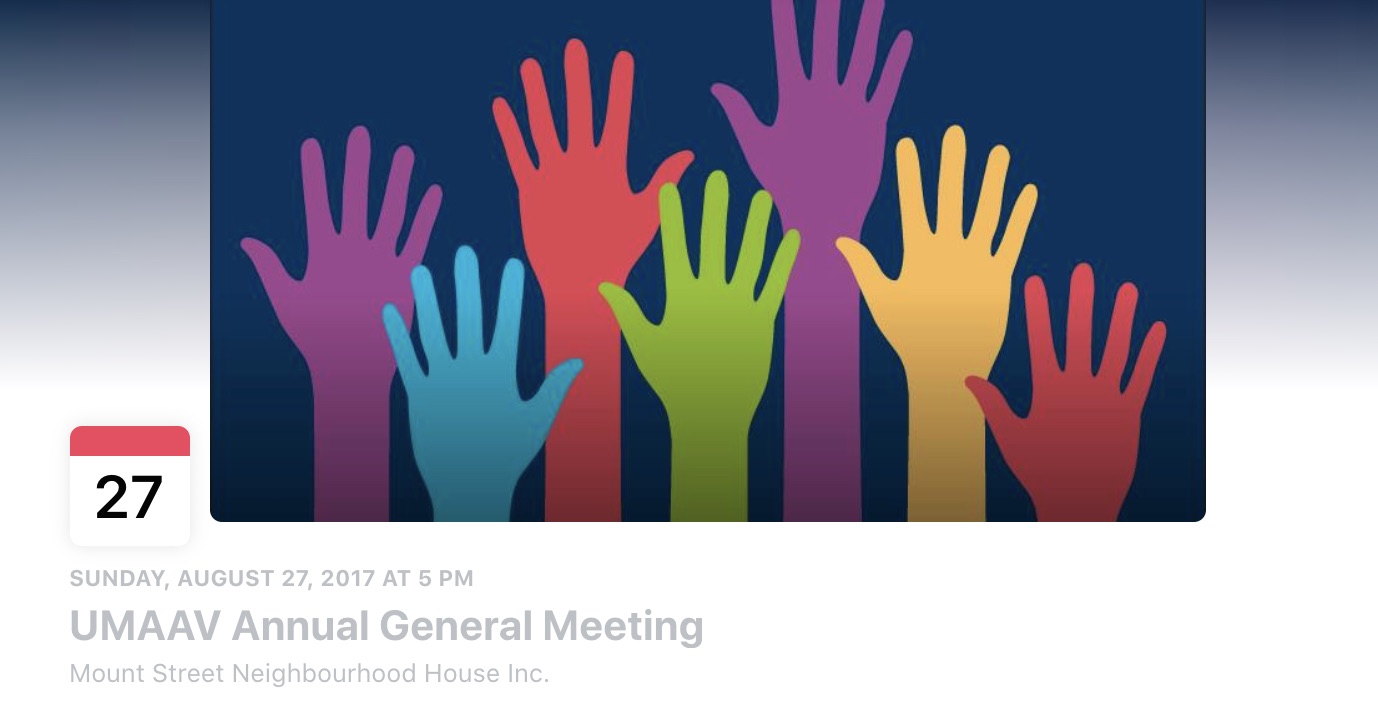 27
SUNDAY, AUGUST 27, 2017 AT 5 PM
UMAAV Annual General Meeting
Mount Street Neighbourhood House Inc.